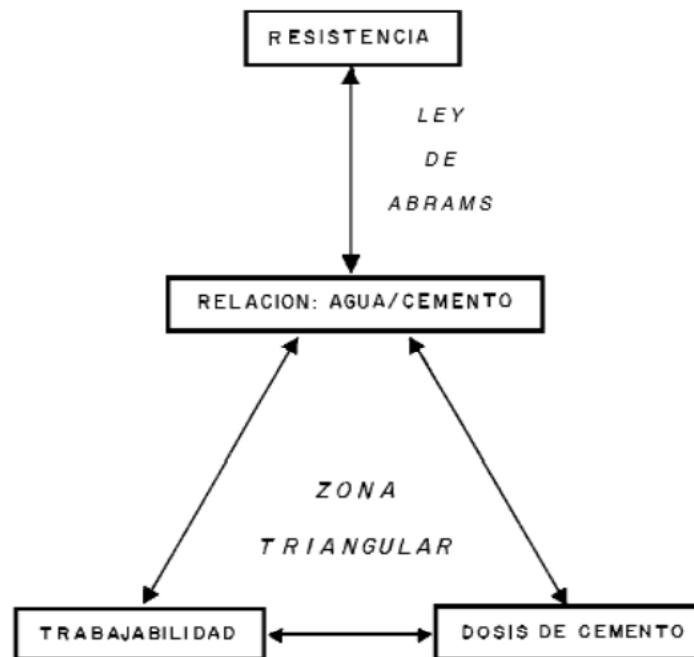 RESISTENCIA
LEY
DE
ABRAMS
RELACION: AGUA/CEMENTO
ZONA
TRIANGULAR
TRABAJABILIDAD
DOSIS DE CEMENTO